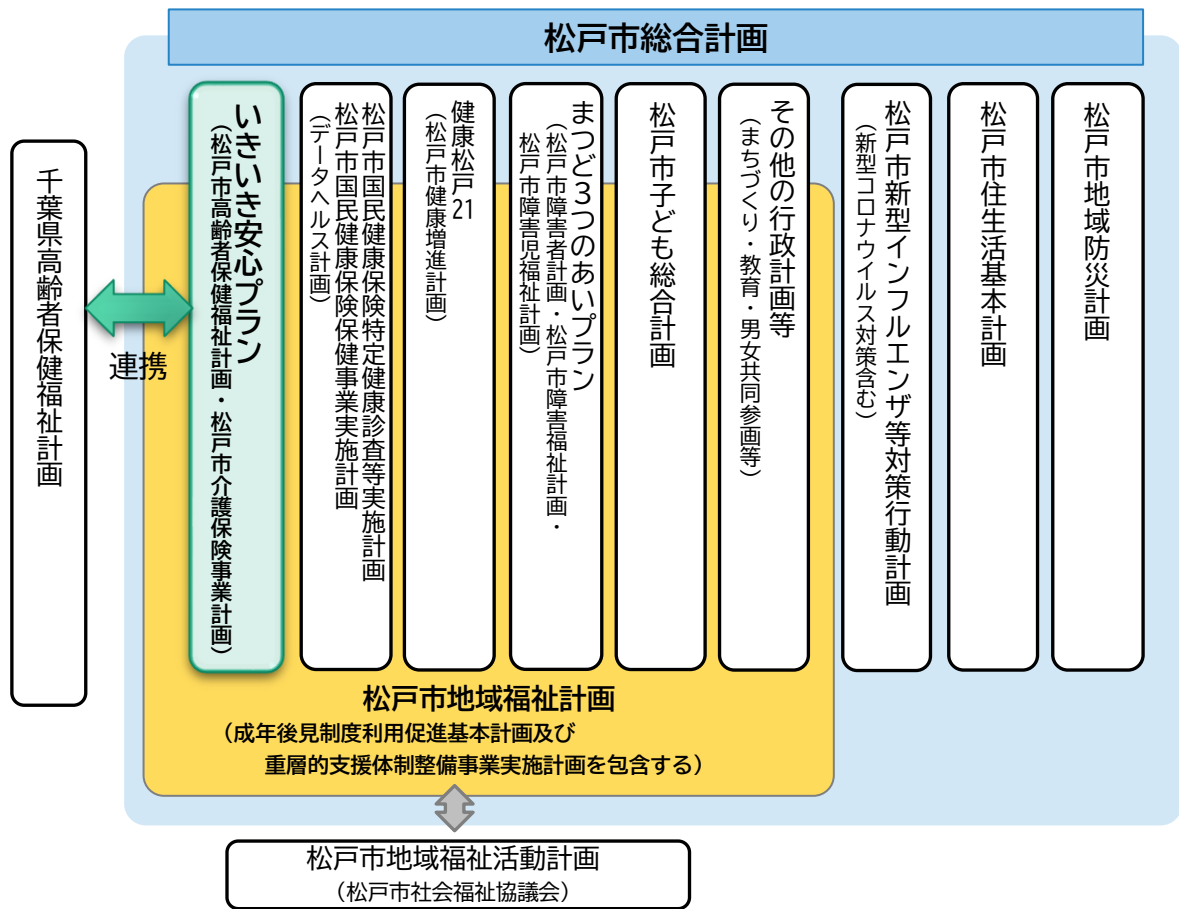 松戸市総合計画
千葉県高齢者保健福祉計画
連携
いきいき安心プラン
（松戸市高齢者保健福祉計画・松戸市介護保険事業計画）
松戸市国民健康保険特定健康診査等実施計画
松戸市国民健康保険保健事業実施計画
（データヘルス計画）
健康松戸21
（松戸市健康増進計画）
まつど３つのあいプラン
（松戸市障害者計画・松戸市障害福祉計画・
松戸市障害児福祉計画）
松戸市子ども総合計画
その他の行政計画等
（まちづくり・教育・男女共同参画等）
松戸市新型インフルエンザ等対策行動計画
（新型コロナウイルス対策含む）
松戸市住生活基本計画
松戸市地域防災計画
松戸市地域福祉計画
（成年後見制度利用促進基本計画及び
重層的支援体制整備事業実施計画を包含する）
松戸市地域福祉活動計画
（松戸市社会福祉協議会）